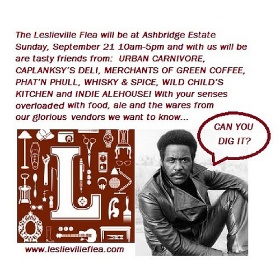 The Leslieville Flea will be at Ashbridge Estate
Sunday, September 21 10am-5pm and with us will be
are tasty friends from: URBAN CARNIVORE,
CAPLANKSY'S DELI, MERCHANTS OF GREEN COFFEE,
PHAT'N PHULL, WHISKY & SPICE, WILD CHILD'S
KITCHEN and INDIE ALEHOUSE! With your senses
overloaded with food, ale and the wares from
our glorious vendors we want to know...
CAN YOU
DIG IT?
L
www.leslievilleflea.com